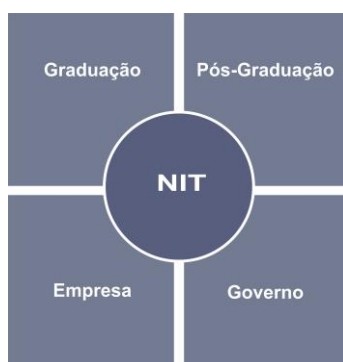 Graduação
Pós-Graduação
NIT
Empresa
Governo